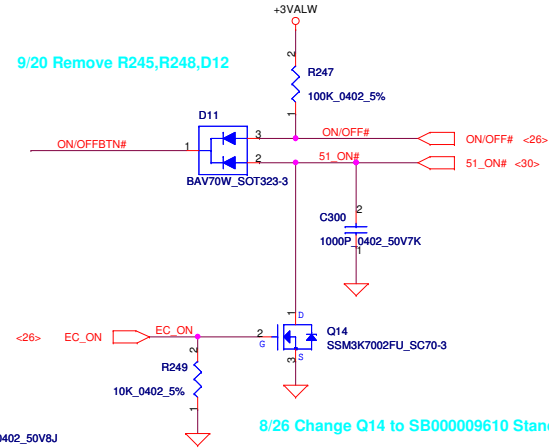 +3VALW
9/20 Remove R245,R248,D12
2
R247
100K_0402_5%
1
D11
ON/OFFBTN#
1
3
ON/OFF#
ON/OFF# <26>
2
51_ON#
51_ON# <30>
BAV70W_SOT323-3
2
C300
1000P_0402_50V7K
1
1
D
<26> EC_ON
EC_ON
2
G
Q14
SSM3K7002FU_SC70-3
3
S
2
R249
10K_0402_5%
1
8/26 Change Q14 to SB000009610 Stan
0402_50V8J